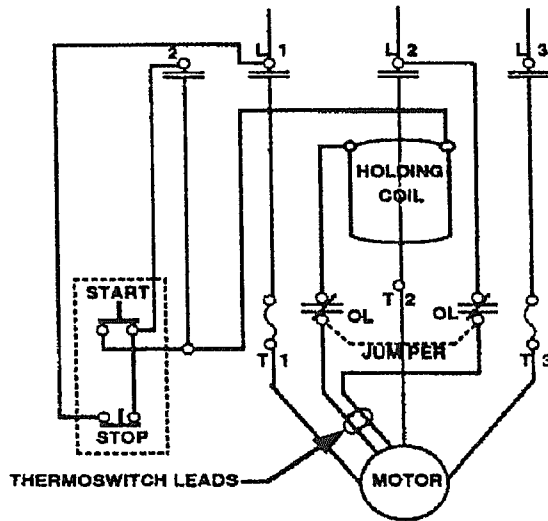 2 L 1 L 2 L 3
HOLDING
COIL
START
T 2
OL OL
T 1 JUMPER T 3
STOP
THERMOSWITCH LEADS
MOTOR